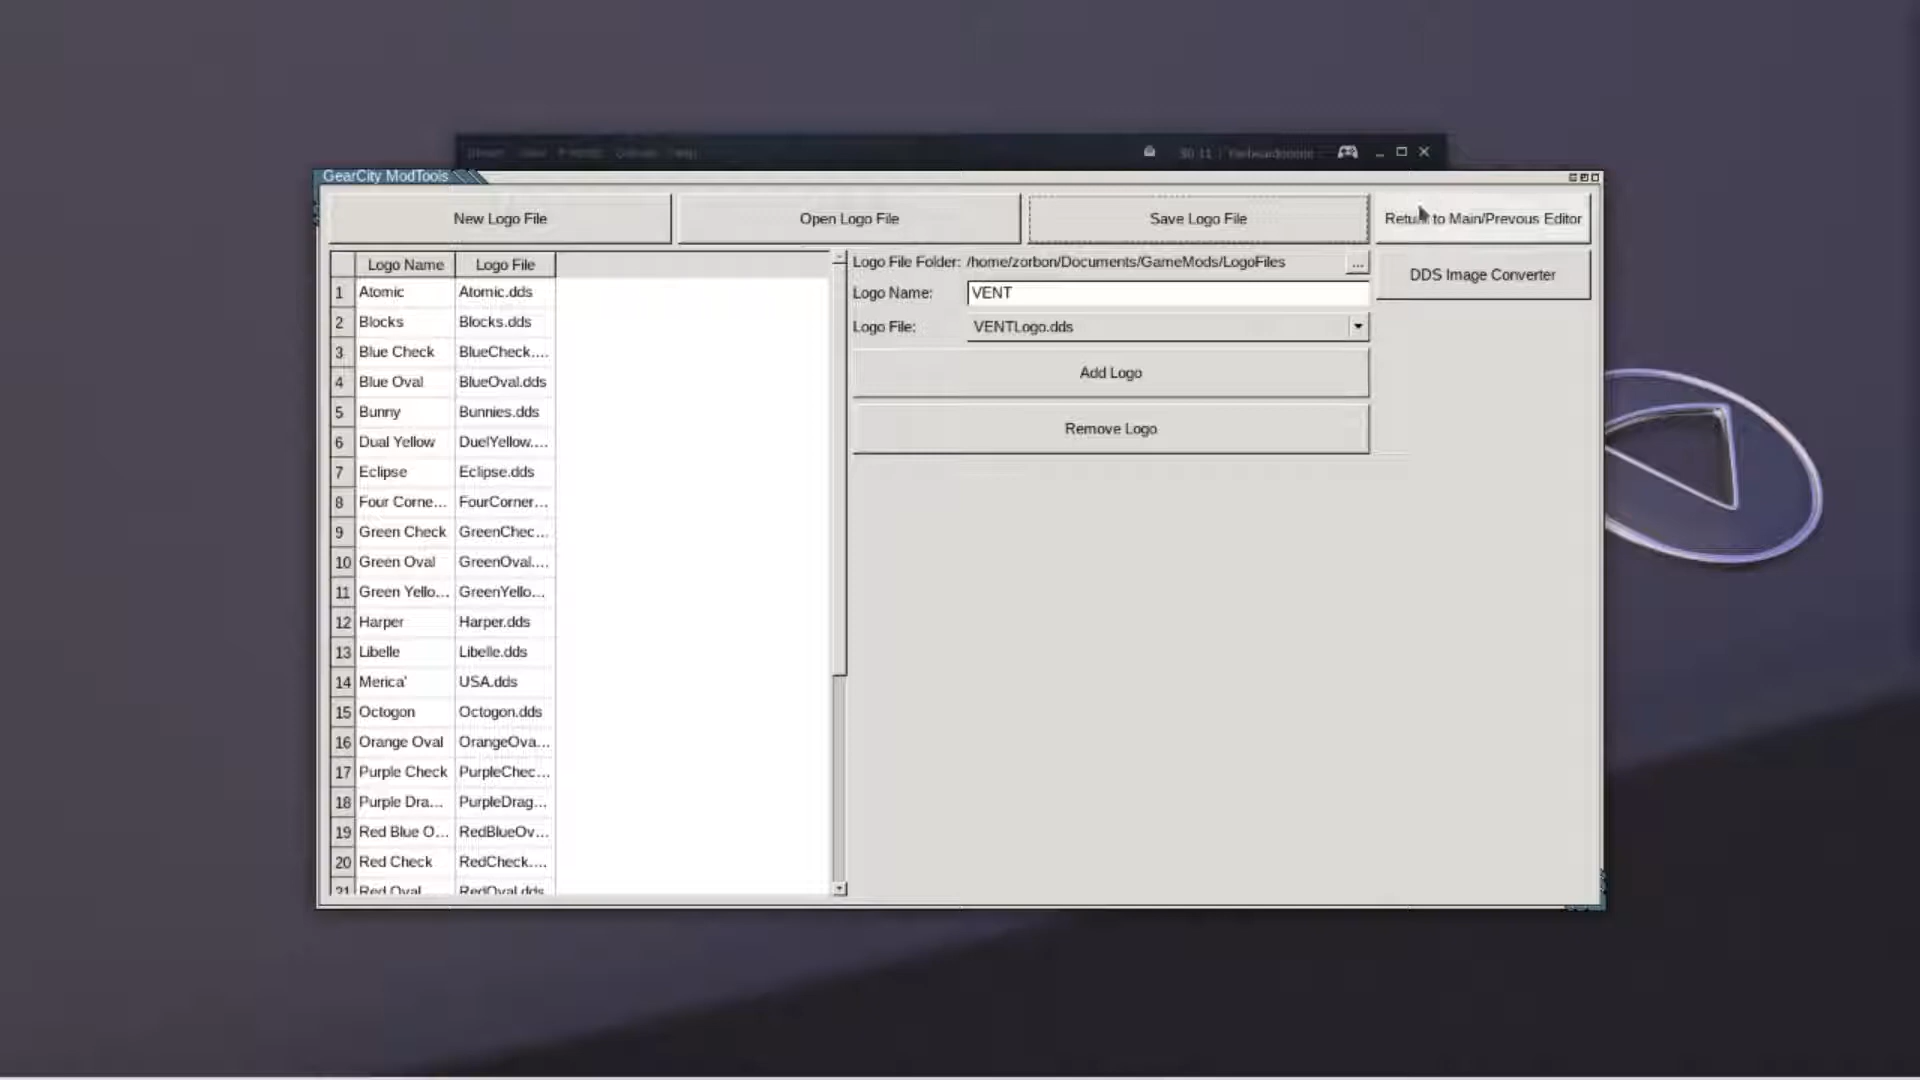 GearCity ModTools
New Logo File
Open Logo File
Save Logo File
Return to Main/Prevous Editor
DDS Image Converter
Logo File Folder: /home/zorbon/Documents/GameMods/LogoFiles ...
Logo Name: VENT
Logo File: VENTLogo.dds
Add Logo
Remove Logo
Logo Name Logo File
1 Atomic Atomic.dds
2 Blocks Blocks.dds
3 Blue Check BlueCheck....
4 Blue Oval BlueOval.dds
5 Bunny Bunnies.dds
6 Dual Yellow DuelYellow....
7 Eclipse Eclipse.dds
8 Four Corne... FourCorner...
9 Green Check GreenChec...
10 Green Oval GreenOval....
11 Green Yello... GreenYello...
12 Harper Harper.dds
13 Libelle Libelle.dds
14 Merica' USA.dds
15 Octogon Octogon.dds
16 Orange Oval OrangeOva...
17 Purple Check PurpleChec...
18 Purple Dra... PurpleDrag...
19 Red Blue O... RedBlueOv...
20 Red Check RedCheck....
21 Red Oval RedOval.dds